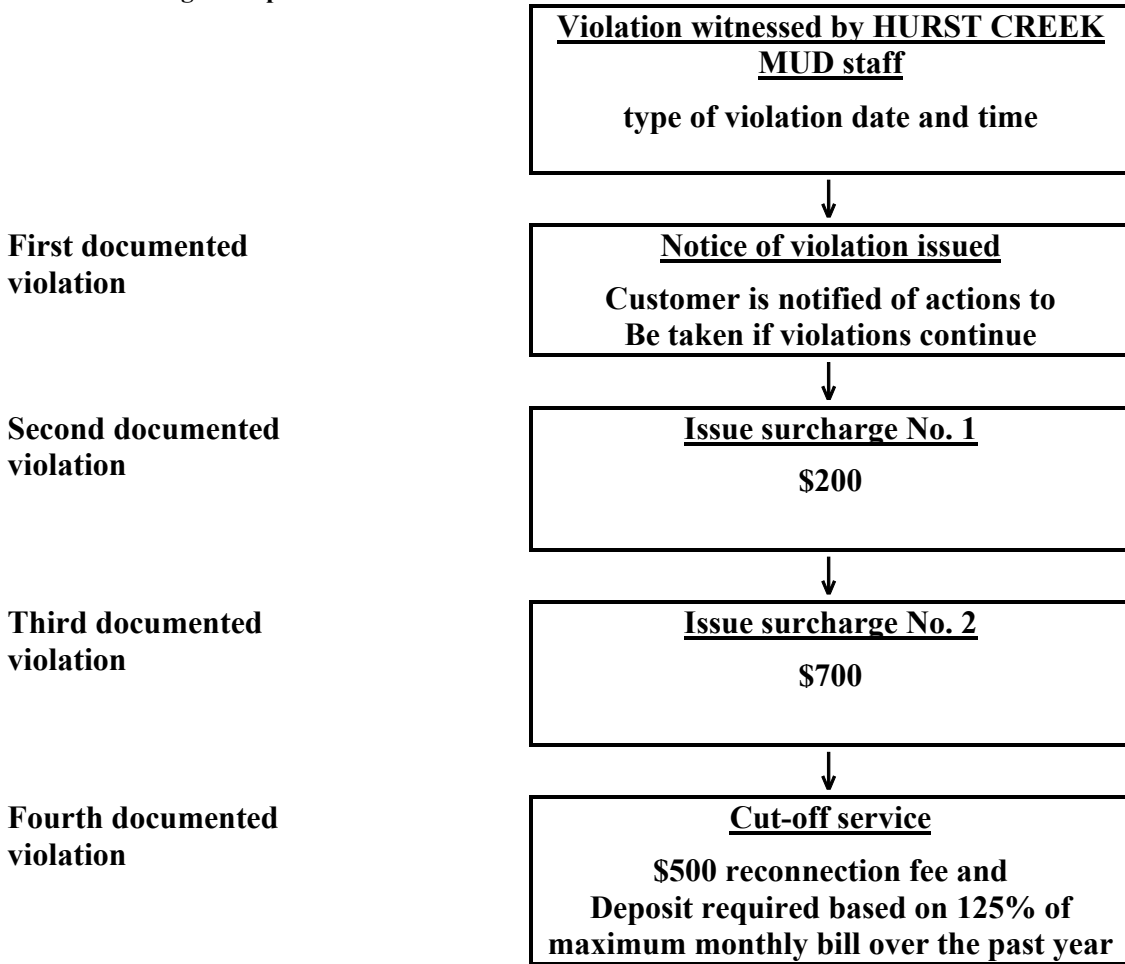 Violation witnessed by HURST CREEK
MUD staff
type of violation date and time
First documented
violation
Notice of violation issued
Customer is notified of actions to
Be taken if violations continue
Second documented
violation
Issue surcharge No. 1
$200
Third documented
violation
Issue surcharge No. 2
$700
Fourth documented
violation
Cut-off service
$500 reconnection fee and
Deposit required based on 125% of
maximum monthly bill over the past year